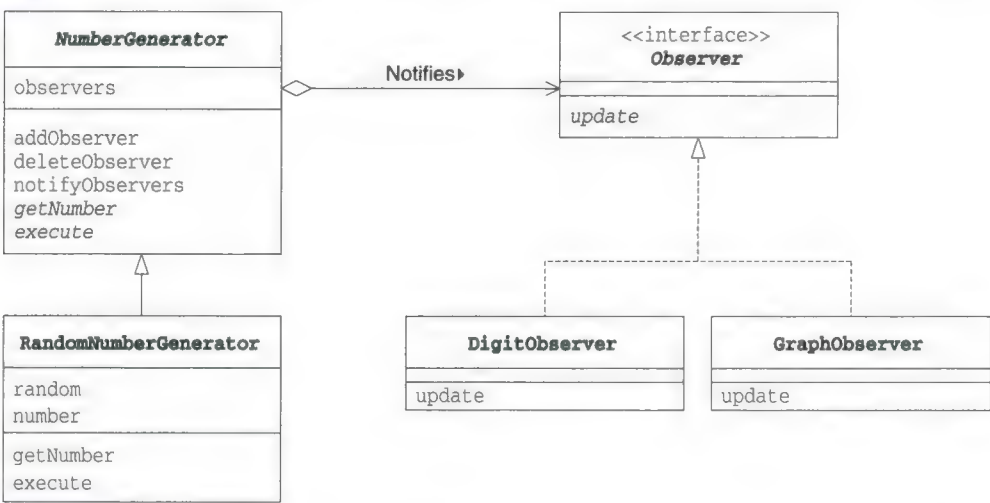 NumberGenerator
observers
addObserver
deleteObserver
notifyObservers
getNumber
execute
Notifies▶
<<interface>>
Observer
update
RandomNumberGenerator
random
number
getNumber
execute
DigitObserver
update
GraphObserver
update